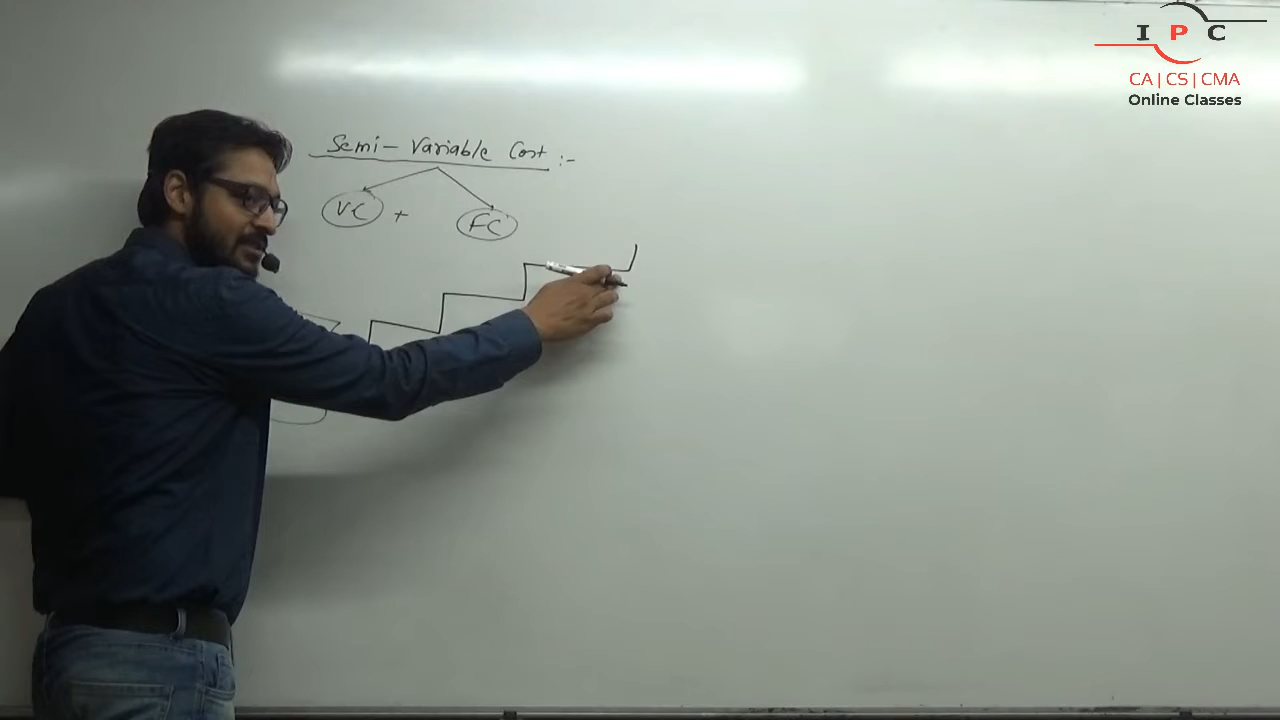 I P C
CA | CS | CMA
Online Classes
Semi-Variable Cost :-
VC + FC